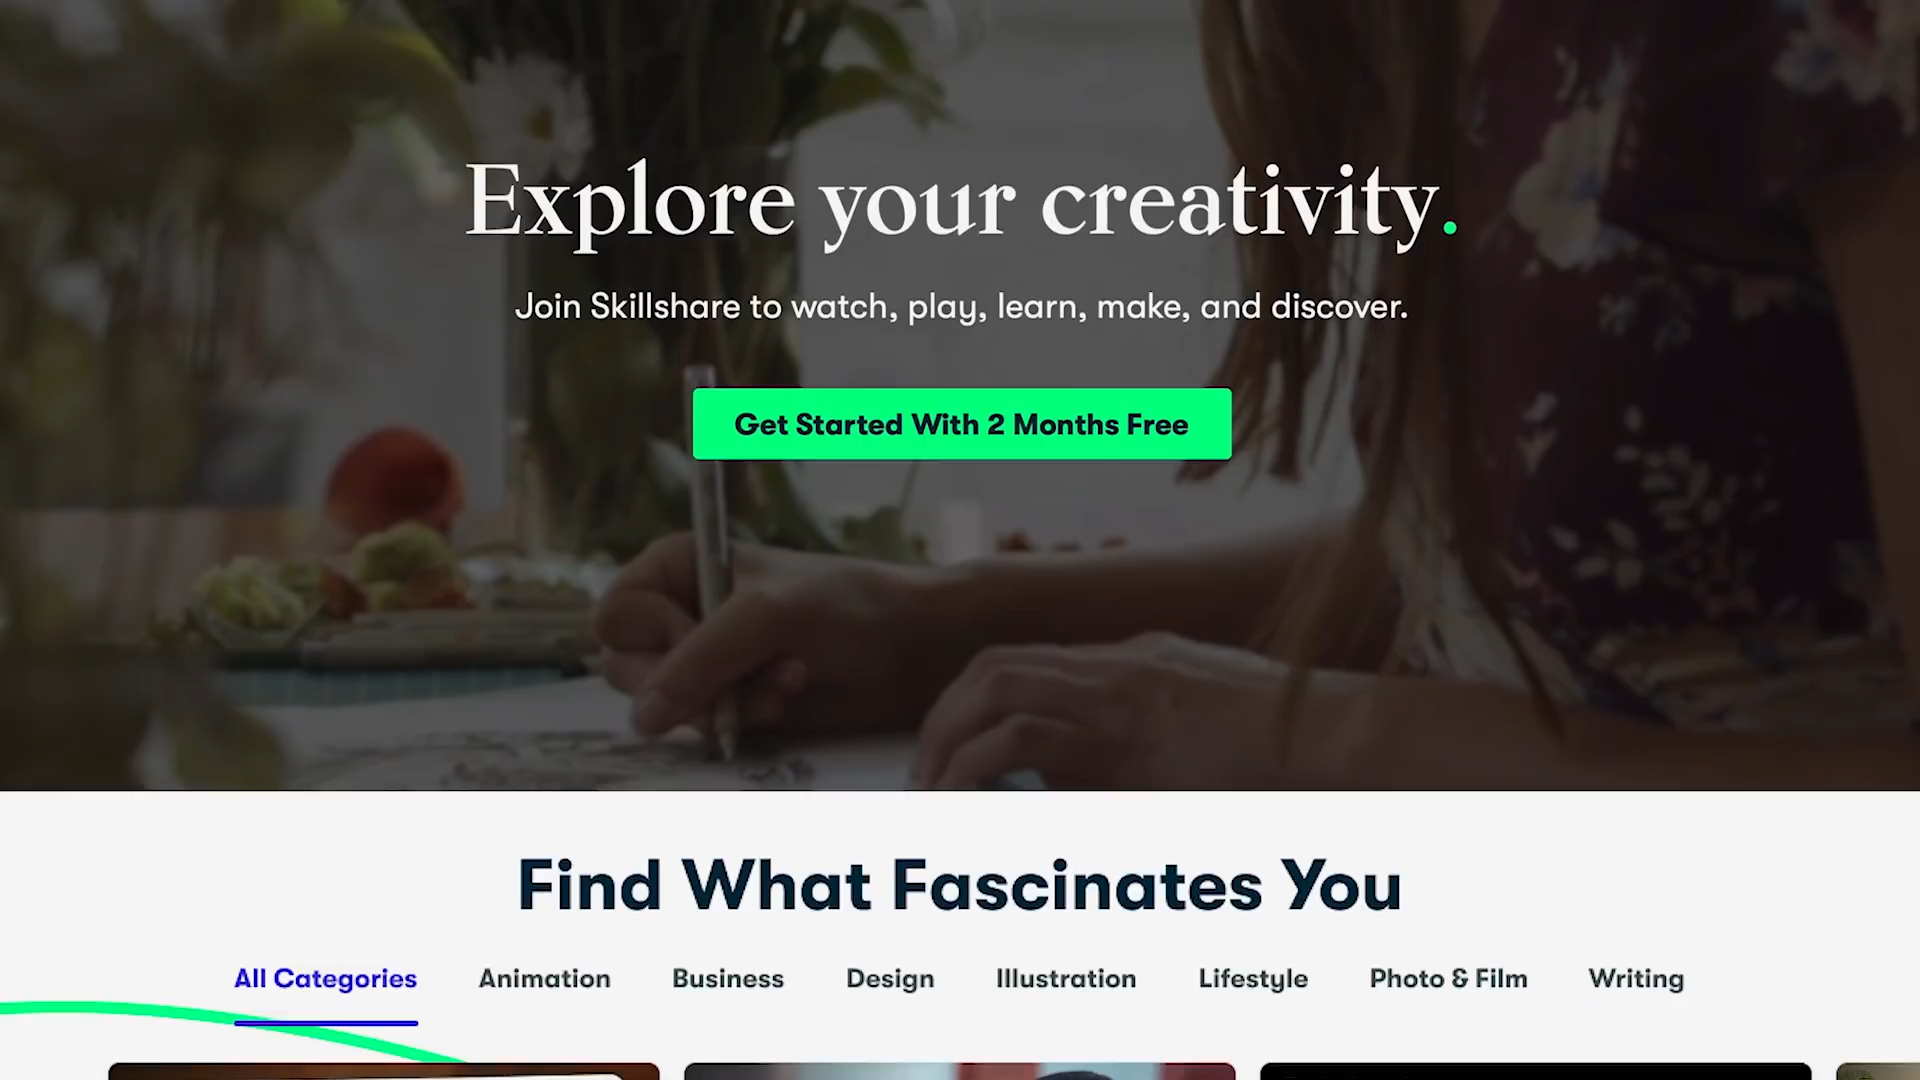 Explore your creativity.
Join Skillshare to watch, play, learn, make, and discover.
Get Started With 2 Months Free
Find What Fascinates You
All Categories
Animation
Business
Design
Illustration
Lifestyle
Photo & Film
Writing